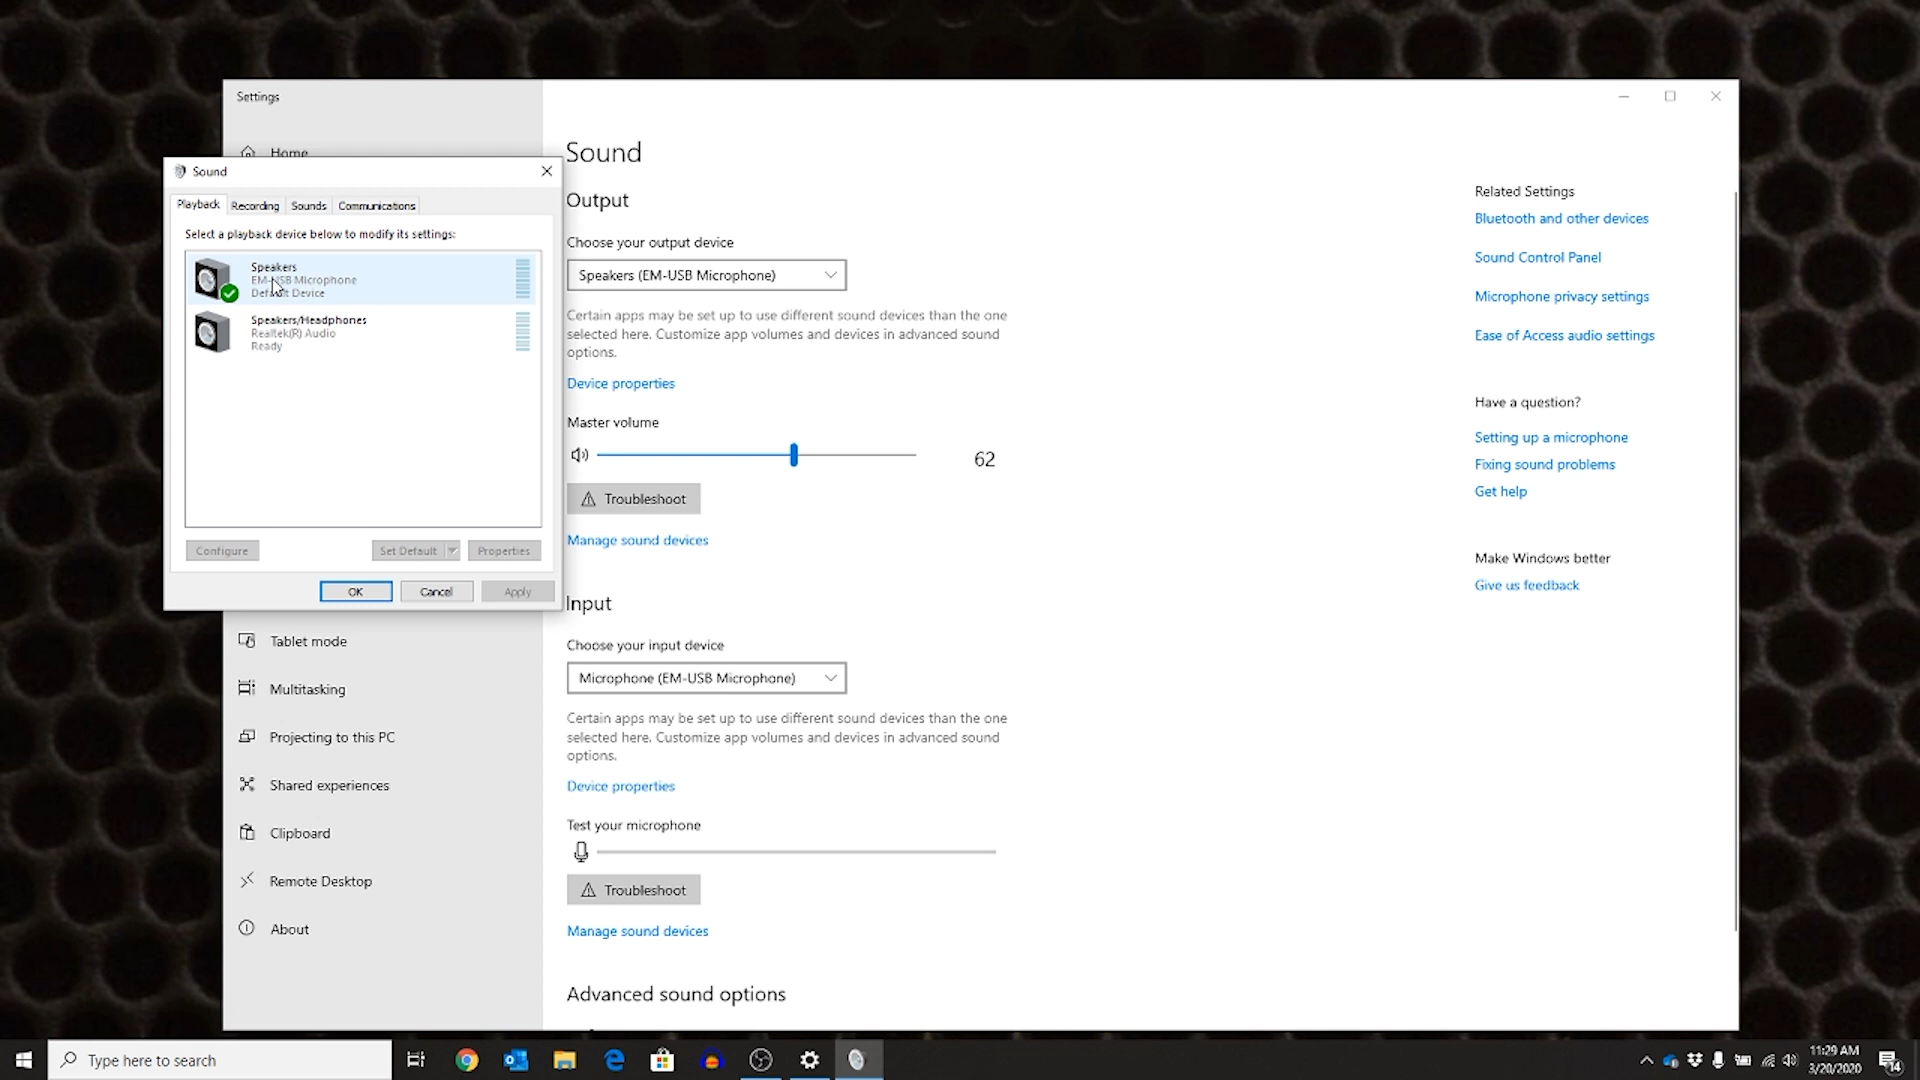 Settings
Home
Sound
Playback
Recording
Sounds
Communications
Select a playback device below to modify its settings:
Speakers
EM-USB Microphone
Default Device
Speakers/Headphones
Realtek(R) Audio
Ready
Configure
Set Default
Properties
OK
Cancel
Apply
Tablet mode
Multitasking
Projecting to this PC
Shared experiences
Clipboard
Remote Desktop
About
Sound
Output
Choose your output device
Speakers (EM-USB Microphone)
Certain apps may be set up to use different sound devices than the one
selected here. Customize app volumes and devices in advanced sound
options.
Device properties
Master volume
62
Troubleshoot
Manage sound devices
Input
Choose your input device
Microphone (EM-USB Microphone)
Certain apps may be set up to use different sound devices than the one
selected here. Customize app volumes and devices in advanced sound
options.
Device properties
Test your microphone
Troubleshoot
Manage sound devices
Advanced sound options
Related Settings
Bluetooth and other devices
Sound Control Panel
Microphone privacy settings
Ease of Access audio settings
Have a question?
Setting up a microphone
Fixing sound problems
Get help
Make Windows better
Give us feedback
Type here to search
11:29 AM
3/20/2020
14